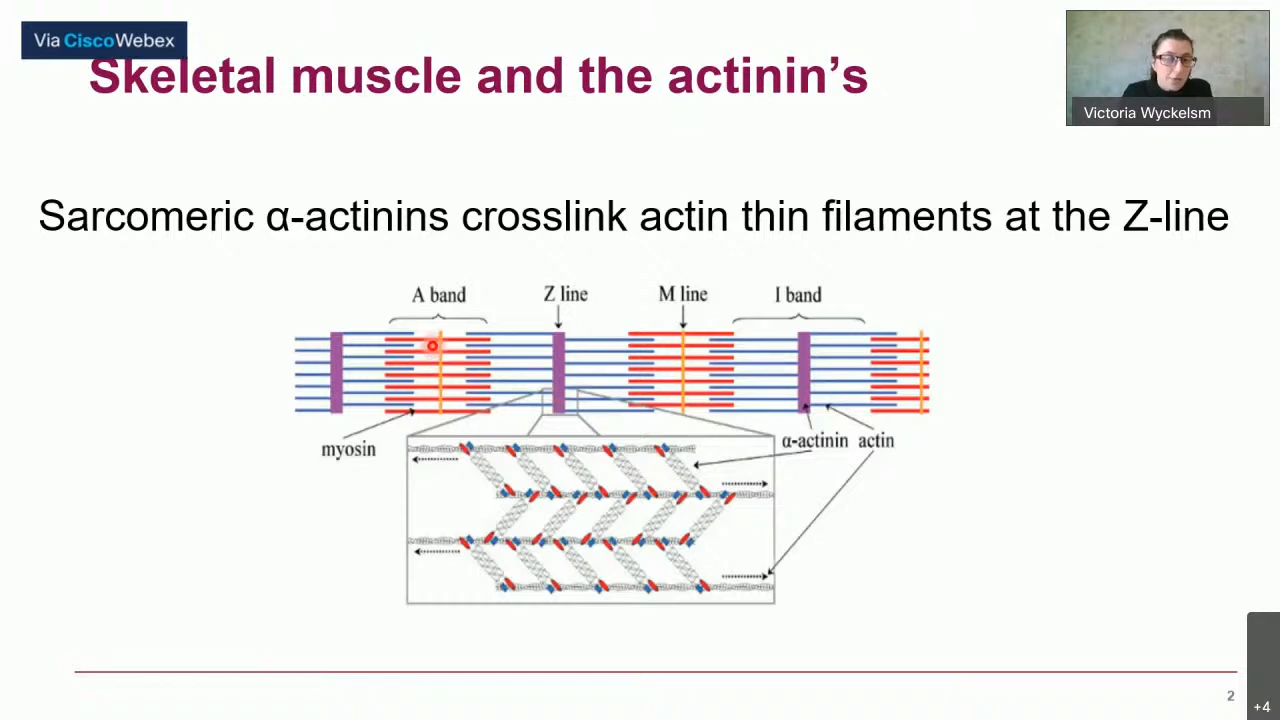 Via CiscoWebex
Skeletal muscle and the actinin's
Victoria Wyckelsm
Sarcomeric α-actinins crosslink actin thin filaments at the Z-line
A band
Z line
M line
I band
myosin
α-actinin
actin
2
+4